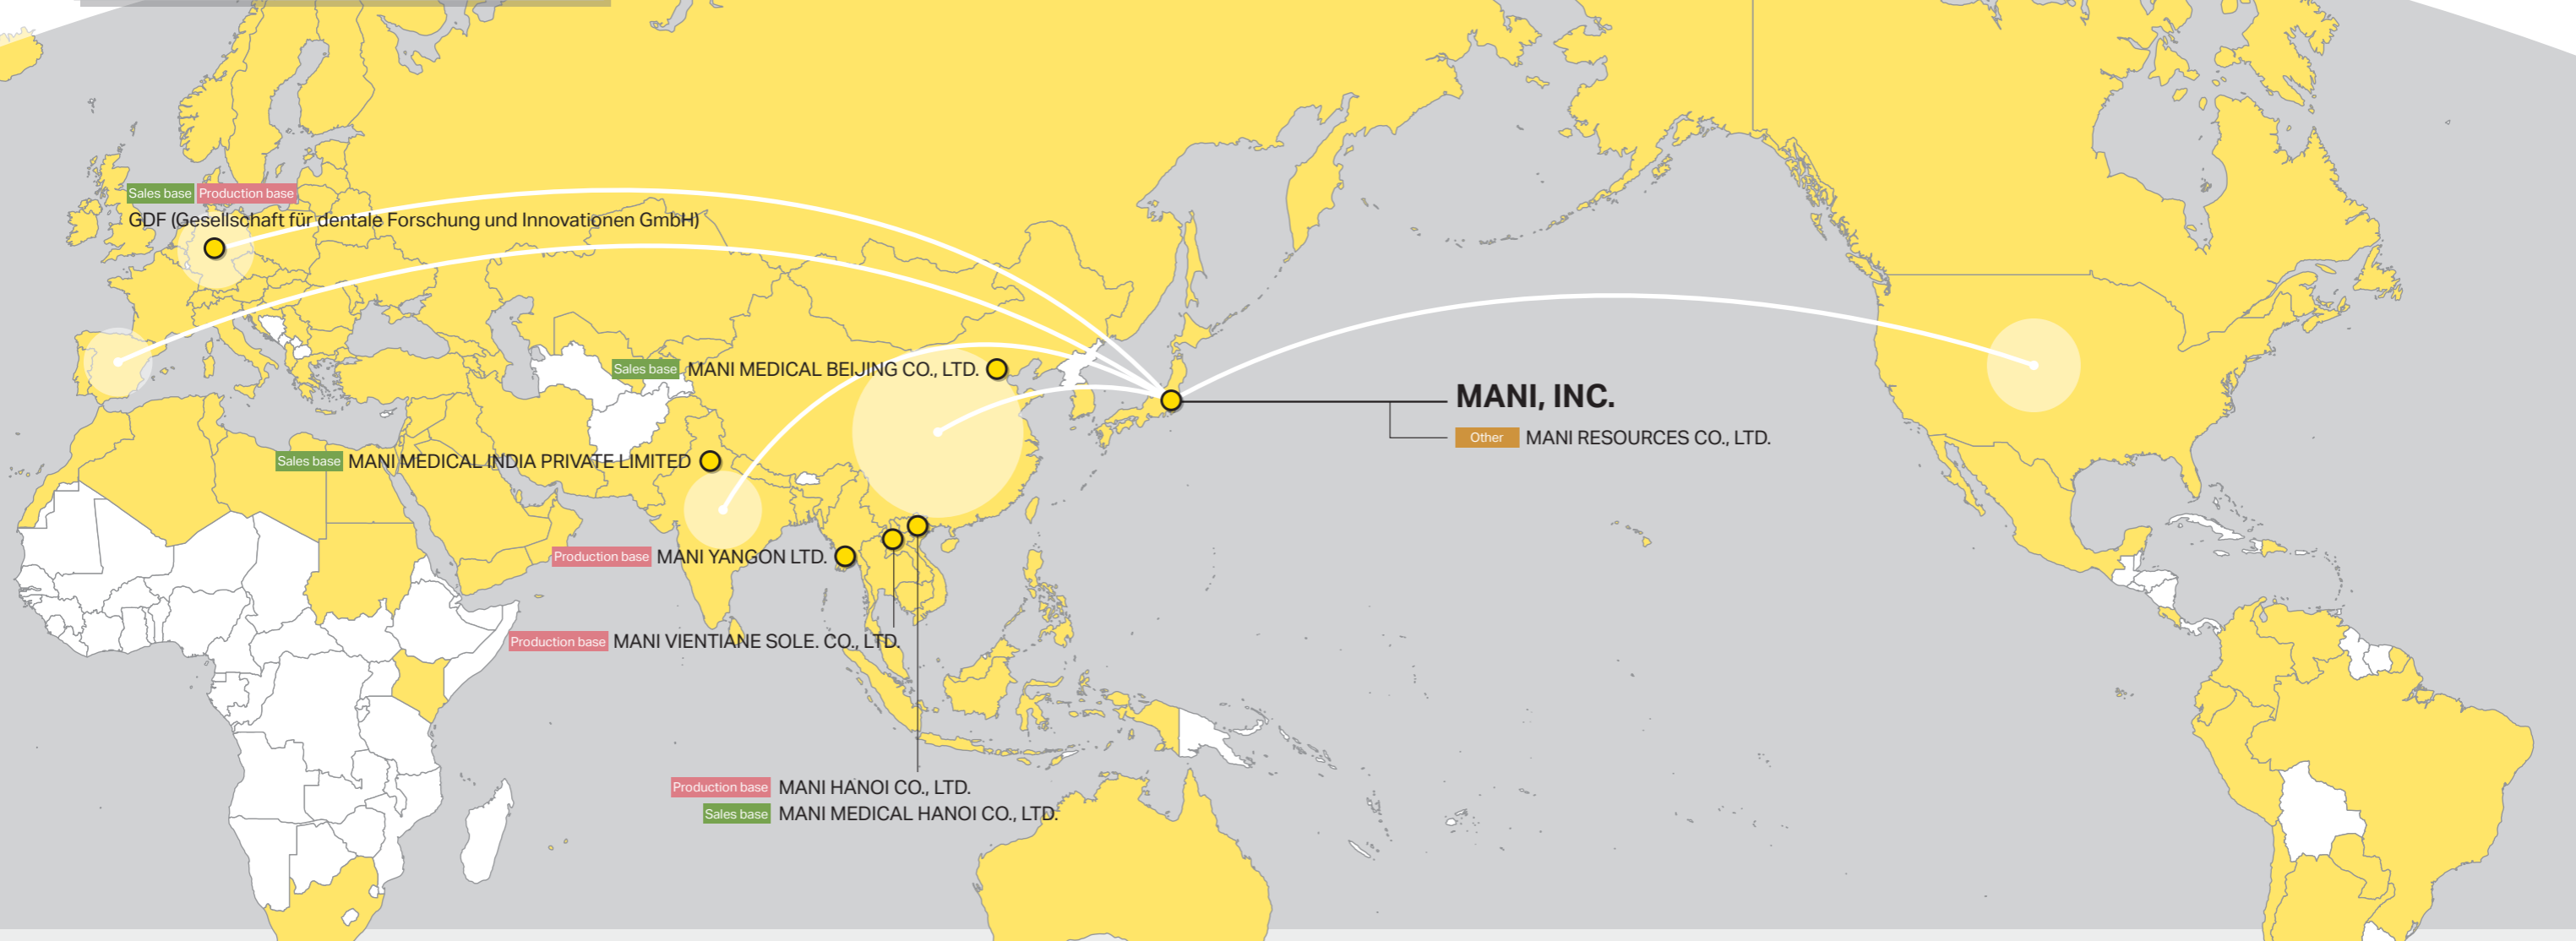 Sales base Production base
GDF (Gesellschaft für dentale Forschung und Innovationen GmbH)
Sales base MANI MEDICAL BEIJING CO., LTD.
MANI, INC.
Other MANI RESOURCES CO., LTD.
Sales base MANI MEDICAL INDIA PRIVATE LIMITED
Production base MANI YANGON LTD.
Production base MANI VIENTIANE SOLE. CO., LTD.
Production base MANI HANOI CO., LTD.
Sales base MANI MEDICAL HANOI CO., LTD.